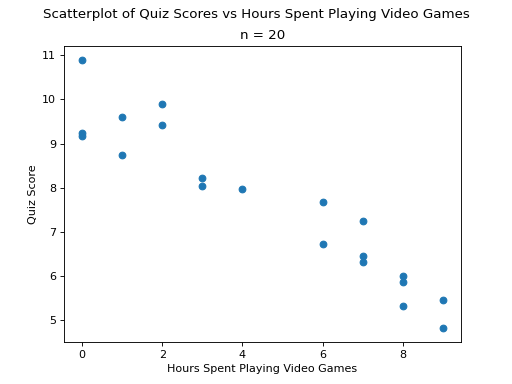 Scatterplot of Quiz Scores vs Hours Spent Playing Video Games
n = 20
11
10
9
8
7
6
5
Quiz Score
0 2 4 6 8
Hours Spent Playing Video Games